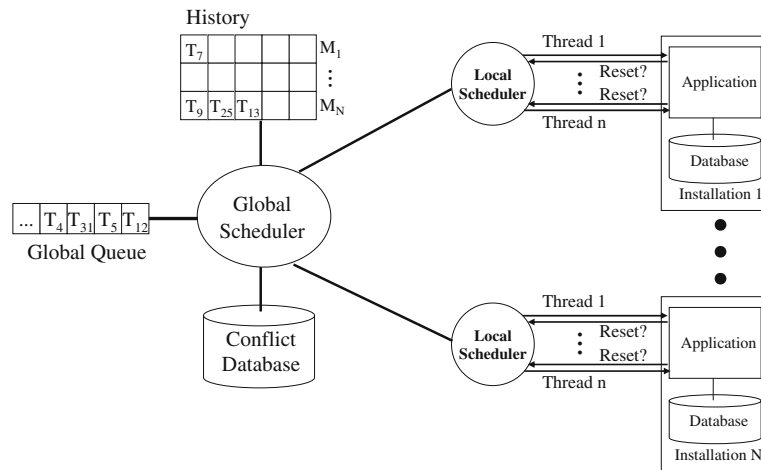 History
T7 M1
⋮
T9 T25 T13 MN
Global Scheduler
... T4 T31 T5 T12
Global Queue
Conflict Database
Local Scheduler
Thread 1
Reset?
⋮
Reset?
Thread n
Application
Database
Installation 1
Local Scheduler
Thread 1
Reset?
⋮
Reset?
Thread n
Application
Database
Installation N